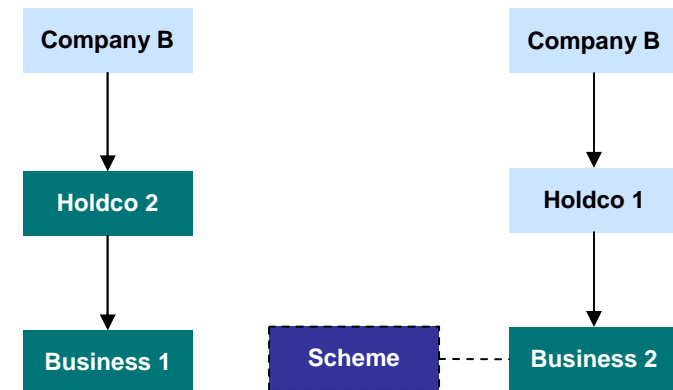 Company B
Company B
Holdco 2
Holdco 1
Business 1
Scheme
Business 2